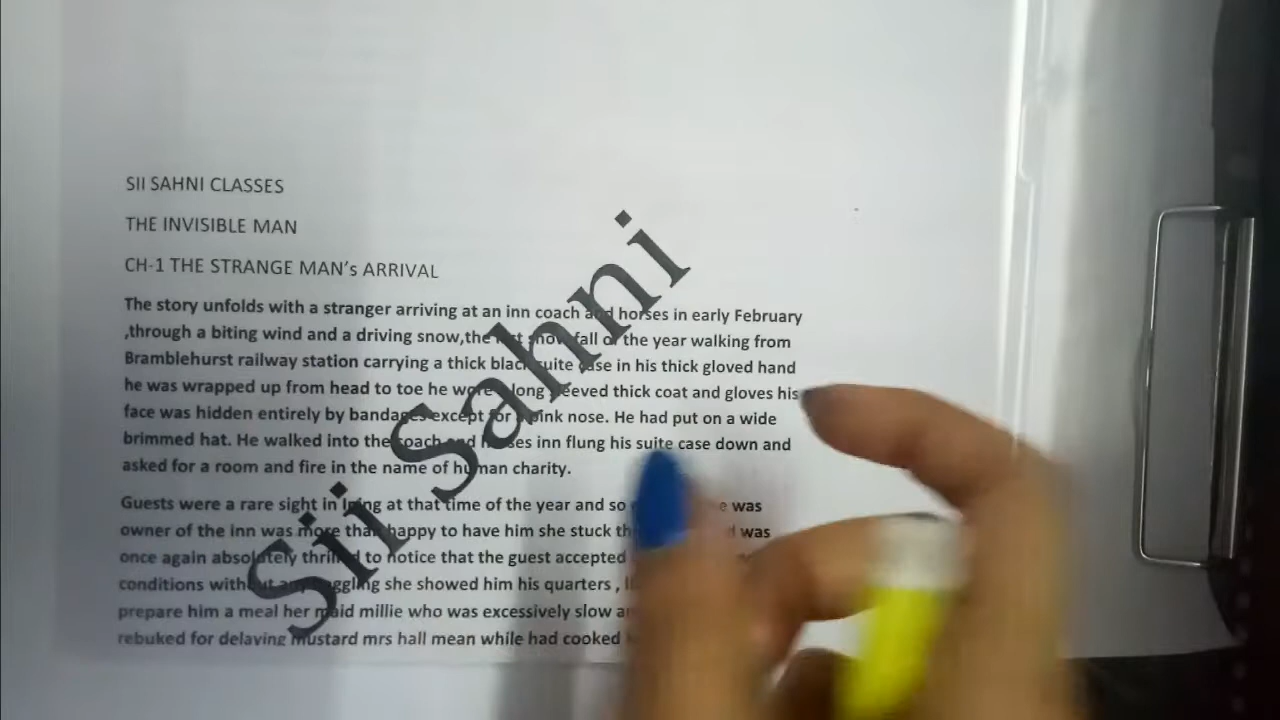 SII SAHNI CLASSES
THE INVISIBLE MAN
CH-1 THE STRANGE MAN's ARRIVAL
The story unfolds with a stranger arriving at an inn coach and horses in early February
,through a biting wind and a driving snow,the snow fall of the year walking from
Bramblehurst railway station carrying a thick black suite case in his thick gloved hand
he was wrapped up from head to toe he wore long sleeved thick coat and gloves his
face was hidden entirely by bandages except for pink nose. He had put on a wide
brimmed hat. He walked into the coach and horses inn flung his suite case down and
asked for a room and fire in the name of human charity.
Guests were a rare sight in Iping at that time of the year and so was
owner of the inn was more than happy to have him she stuck was
once again absolutely thrilled to notice that the guest accepted
conditions without any haggling she showed him his quarters ,
prepare him a meal her maid millie who was excessively slow
rebuked for delaying mustard mrs hall mean while had cooked
Sii Sahni